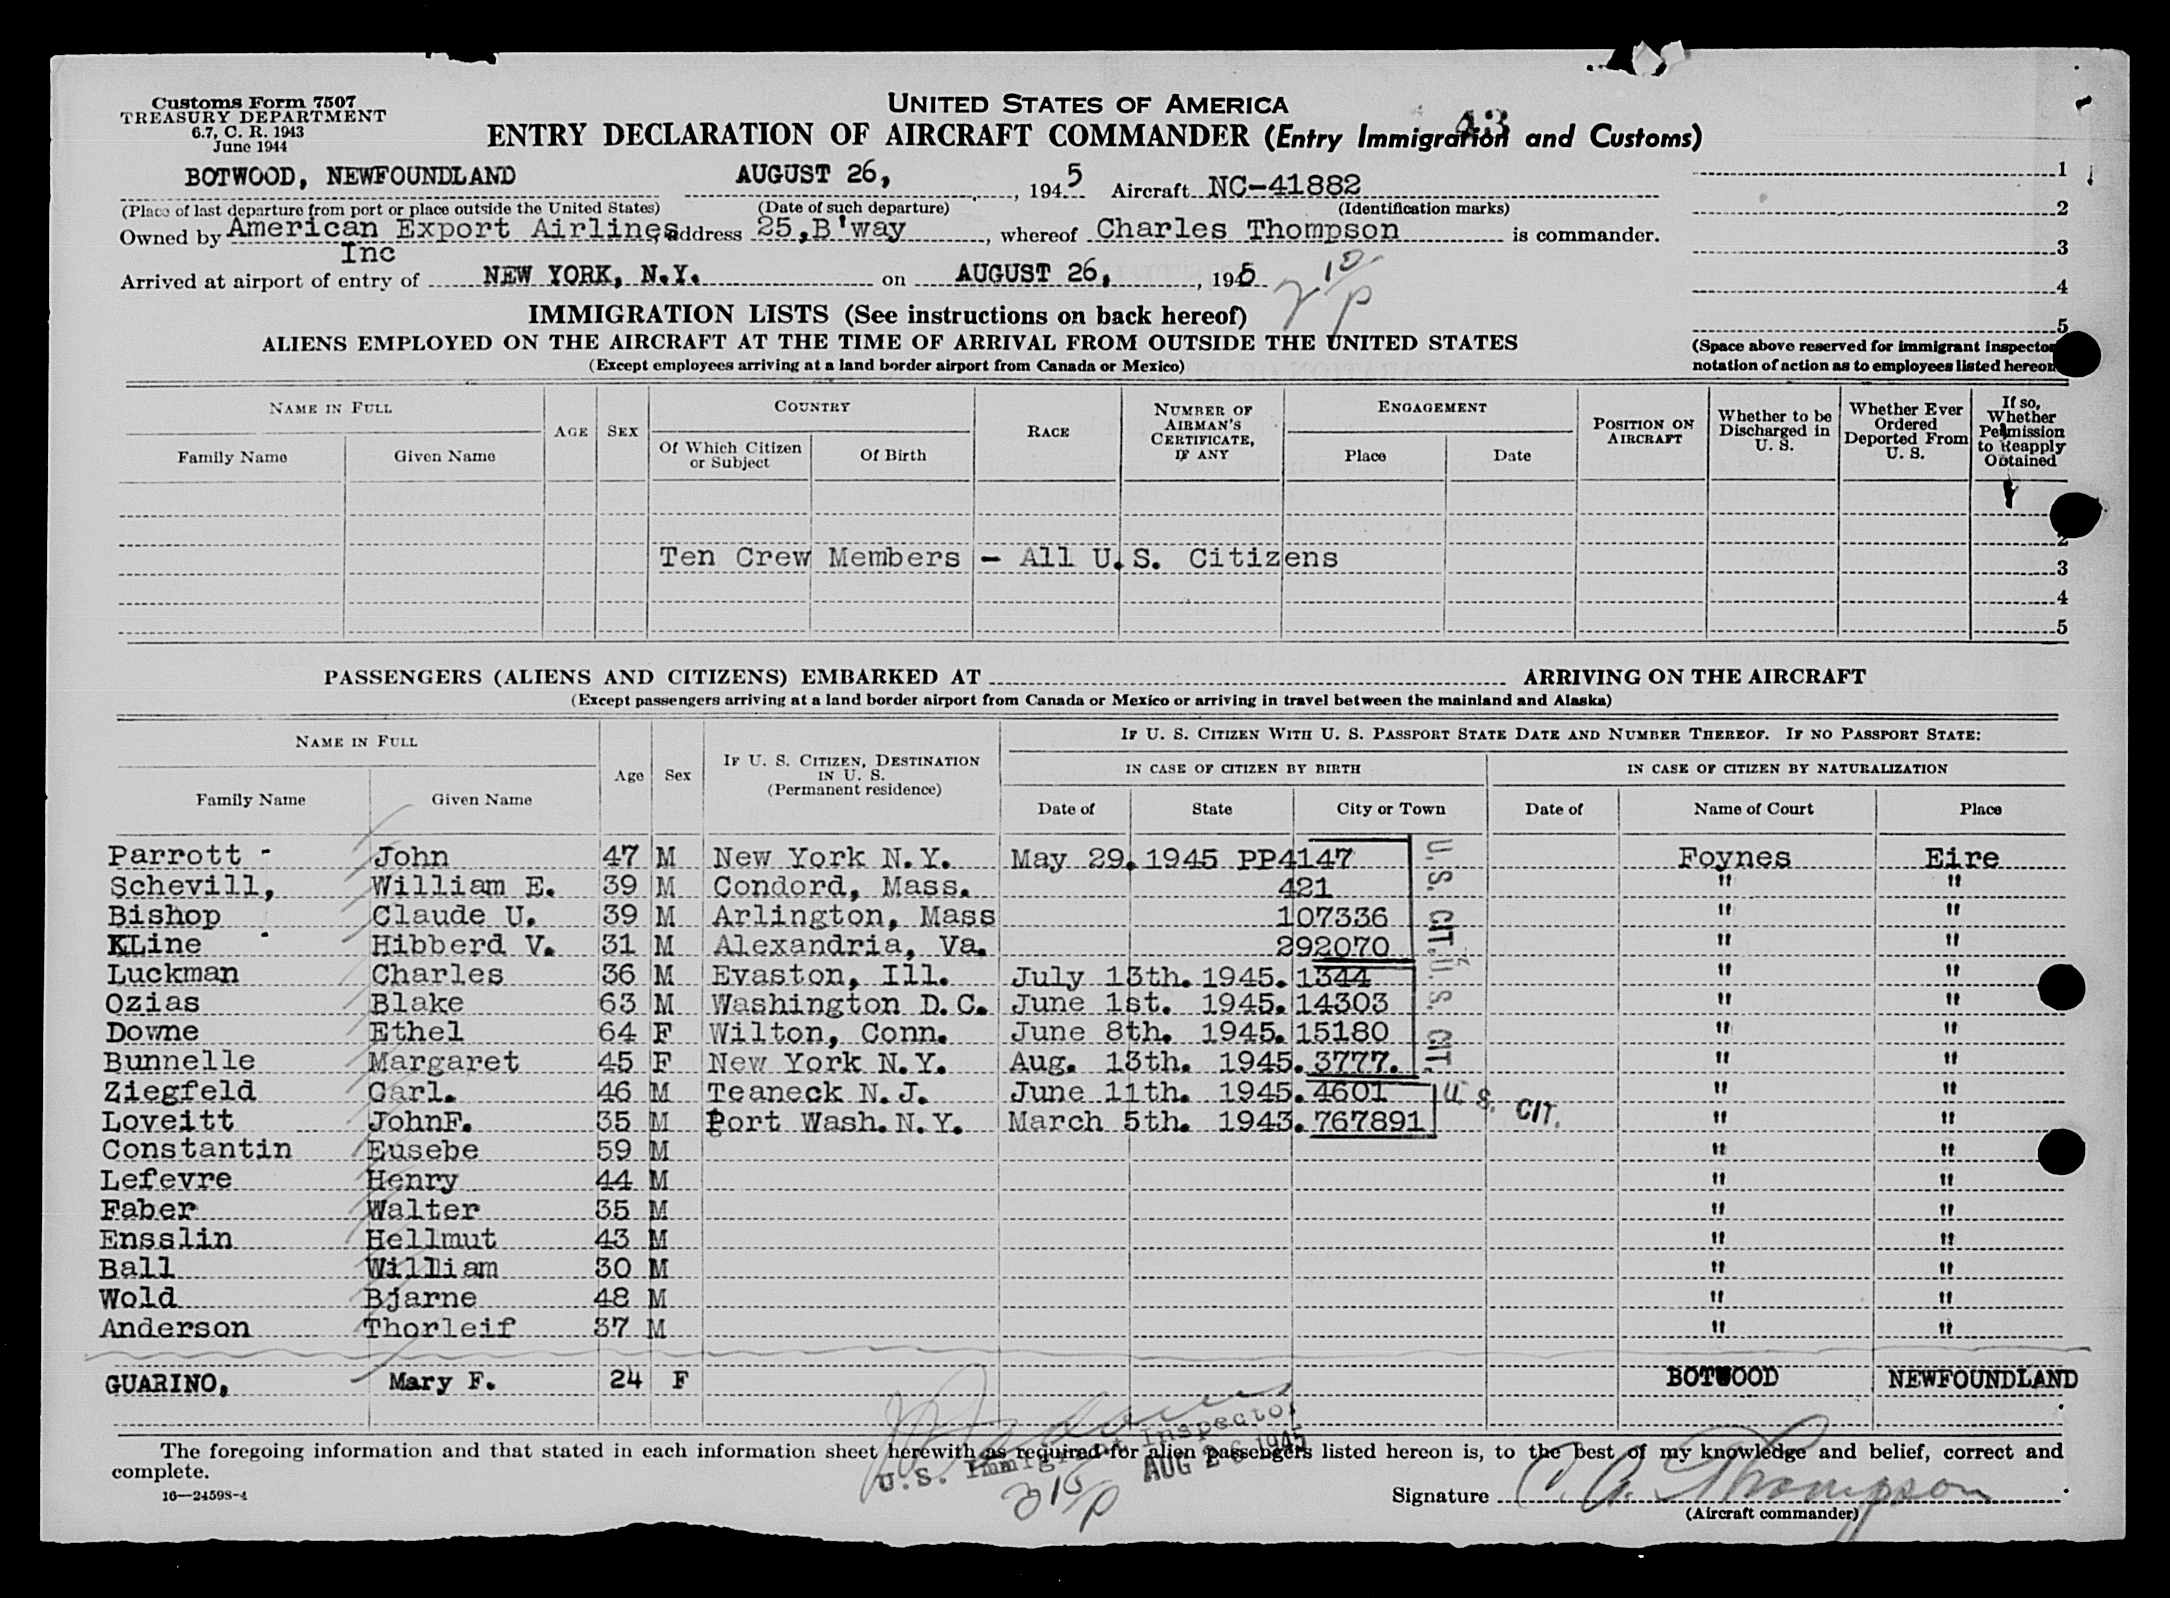 Customs Form 7507
TREASURY DEPARTMENT
6.7, C. R. 1943
June 1944
UNITED STATES OF AMERICA
43
ENTRY DECLARATION OF AIRCRAFT COMMANDER (Entry Immigration and Customs)
BOTWOOD, NEWFOUNDLAND AUGUST 26, 1945 Aircraft NC-41882
(Place of last departure from port or place outside the United States) (Date of such departure) (Identification marks)
Owned by American Export Airlines Inc, address 25,B'way, whereof Charles Thompson is commander.
Arrived at airport of entry of NEW YORK, N.Y. on AUGUST 26, 1945
1
2
3
4
5
(Space above reserved for immigrant inspector
notation of action as to employees listed hereon
IMMIGRATION LISTS (See instructions on back hereof)
ALIENS EMPLOYED ON THE AIRCRAFT AT THE TIME OF ARRIVAL FROM OUTSIDE THE UNITED STATES
(Except employees arriving at a land border airport from Canada or Mexico)
NAME IN FULL
Family Name Given Name
AGE SEX
COUNTRY
Of Which Citizen or Subject Of Birth
RACE
NUMBER OF AIRMAN'S CERTIFICATE, IF ANY
ENGAGEMENT
Place Date
POSITION ON AIRCRAFT
Whether to be Discharged in U. S.
Whether Ever Ordered Deported From U. S.
If so, Whether Permission to Reapply Obtained
2
Ten Crew Members - All U.S. Citizens
3
4
5
PASSENGERS (ALIENS AND CITIZENS) EMBARKED AT ARRIVING ON THE AIRCRAFT
(Except passengers arriving at a land border airport from Canada or Mexico or arriving in travel between the mainland and Alaska)
NAME IN FULL
Family Name Given Name
Age Sex
IF U. S. CITIZEN, DESTINATION IN U. S. (Permanent residence)
IF U. S. CITIZEN WITH U. S. PASSPORT STATE DATE AND NUMBER THEREOF. IF NO PASSPORT STATE:
IN CASE OF CITIZEN BY BIRTH IN CASE OF CITIZEN BY NATURALIZATION
Date of State City or Town Date of Name of Court Place
Parrott - John 47 M New York N.Y. May 29.1945 PP4147 Foynes Eire
Schevill, William E. 39 M Condord, Mass. 421 " "
Bishop Claude U. 39 M Arlington, Mass 107336 " "
KLine Hibberd V. 31 M Alexandria, Va. 292070 " "
Luckman Charles 36 M Evaston, Ill. July 13th.1945.1344 " "
Ozias Blake 63 M Washington D.C. June 1st. 1945.14303 " "
Downe Ethel 64 F Wilton, Conn. June 8th. 1945.15180 " "
Bunnelle Margaret 45 F New York N.Y. Aug. 13th. 1945.3777. " "
Ziegfeld Carl. 46 M Teaneck N.J. June 11th. 1945.4601 " "
Loveitt JohnF. 35 M Port Wash.N.Y. March 5th. 1943.767891 " "
U. S. CIT.
U. S. CIT.
U. S. CIT.
Constantin Eusebe 59 M " "
Lefevre Henry 44 M " "
Faber Walter 35 M " "
Ensslin Hellmut 43 M " "
Ball William 30 M " "
Wold Bjarne 48 M " "
Anderson Thorleif 37 M " "
GUARINO, Mary F. 24 F BOTWOOD NEWFOUNDLAND
U.S. Immigrant Inspector
AUG 26 1945
The foregoing information and that stated in each information sheet herewith as required for alien passengers listed hereon is, to the best of my knowledge and belief, correct and
complete.
16—24598-4
Signature C. A. Thompson
(Aircraft commander)